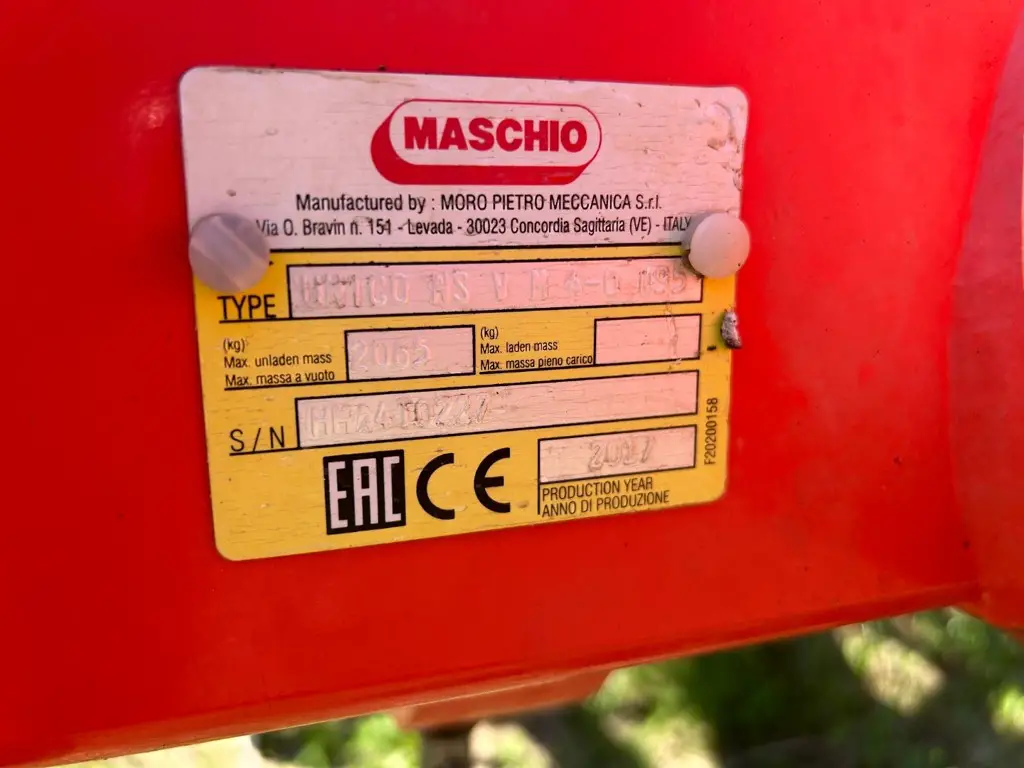 MASCHIO
Manufactured by : MORO PIETRO MECCANICA S.r.l.
Via O. Bravin n. 151 - Levada - 30023 Concordia Sagittaria (VE) - ITALY
TYPE UNICO
(kg)
Max. unladen mass
Max. massa a vuoto
2065
(kg)
Max. laden mass
Max. massa pieno carico
S/N
EAC CE
2017
PRODUCTION YEAR
ANNO DI PRODUZIONE
F20200158